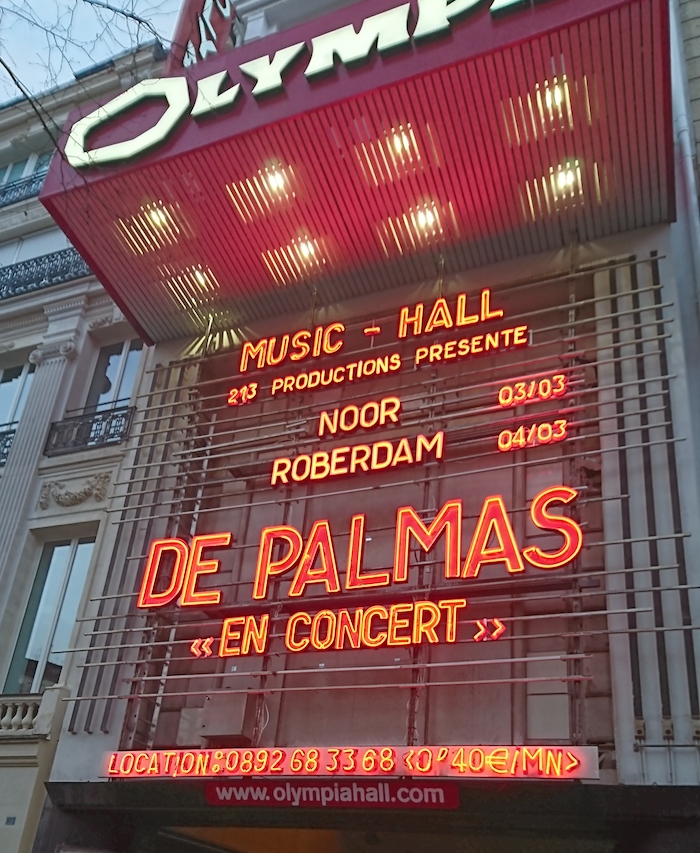 OLYMPIA
MUSIC - HALL
213 PRODUCTIONS PRESENTE
NOOR 03/03
ROBERDAM 04/03
DE PALMAS
«EN CONCERT»
LOCATION:0892 68 33 68 <0'40€/MN>
www.olympiahall.com